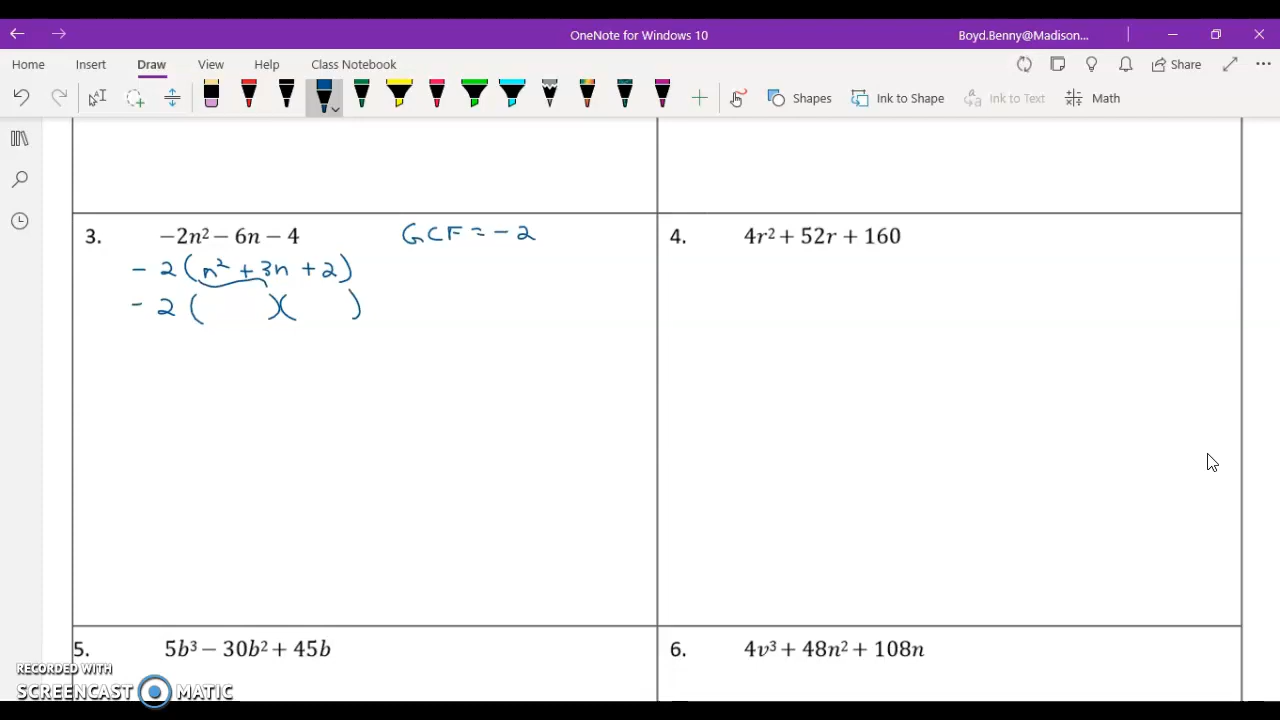 OneNote for Windows 10
Boyd.Benny@Madison...
Home Insert Draw View Help Class Notebook
Share
Shapes Ink to Shape Ink to Text Math
3. −2n² − 6n − 4 GCF = −2
−2(n² + 3n + 2)
−2( )( )
4. 4r² + 52r + 160
5. 5b³ − 30b² + 45b
6. 4v³ + 48n² + 108n
RECORDED WITH
SCREENCAST MATIC